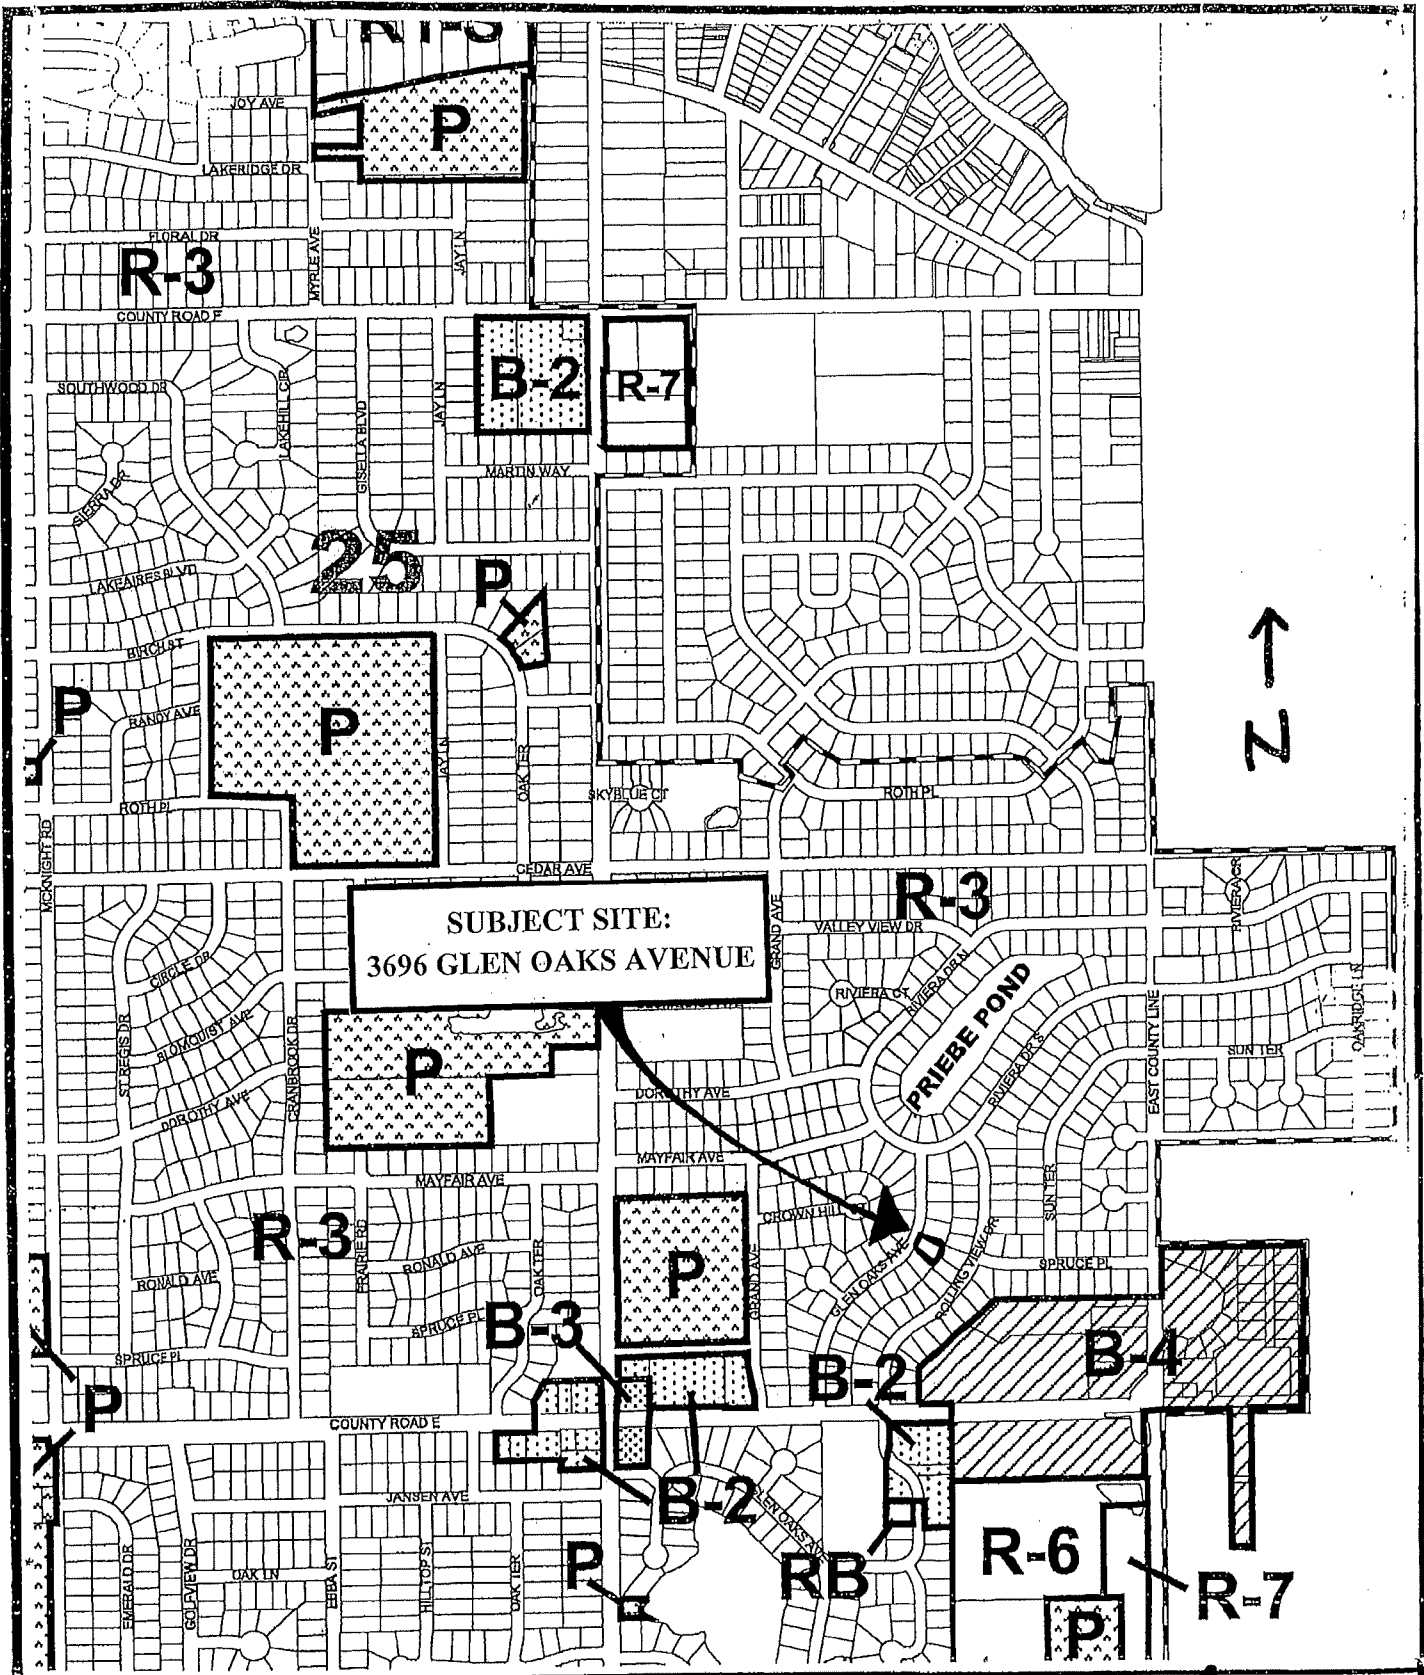 P
JOY AVE
LAKERIDGE DR
FLORAL DR
R-3
MYRLE AVE
JAY LN
COUNTY ROAD F
B-2
R-7
SOUTHWOOD DR
LAKEHILL CIR
GISELLA BLVD
JAY LN
MARTIN WAY
SIERRA DR
25
P
LAKEAIRES BLVD
BIRCH ST
P
RANDY AVE
P
JAY LN
OAK TER
N
ROTH PL
SKYBLUE CT
ROTH PL
MCKNIGHT RD
CEDAR AVE
SUBJECT SITE:
3696 GLEN OAKS AVENUE
R-3
GRAND AVE
VALLEY VIEW DR
RIVIERA CR
CIRCLE DR
RIVIERA CT
RIVIERA DR N
PRIEBE POND
RIVIERA DR S
EAST COUNTY LINE
OAKRIDGE LN
SUN TER
BLOMQUIST AVE
ST REGIS DR
CRANBROOK DR
P
DOROTHY AVE
DOROTHY AVE
MAYFAIR AVE
MAYFAIR AVE
SUN TER
R-3
PRAIRIE RD
RONALD AVE
OAK TER
P
GRAND AVE
CROWN HILL CT
GLEN OAKS AVE
ROLLING VIEW DR
SPRUCE PL
RONALD AVE
SPRUCE PL
B-3
SPRUCE PL
B-2
B-4
P
COUNTY ROAD E
B-2
JANSEN AVE
GLEN OAKS AVE
EMERALD DR
GOLFVIEW DR
OAK LN
EBBA ST
HILLTOP ST
OAK TER
P
RB
R-6
R-7
P